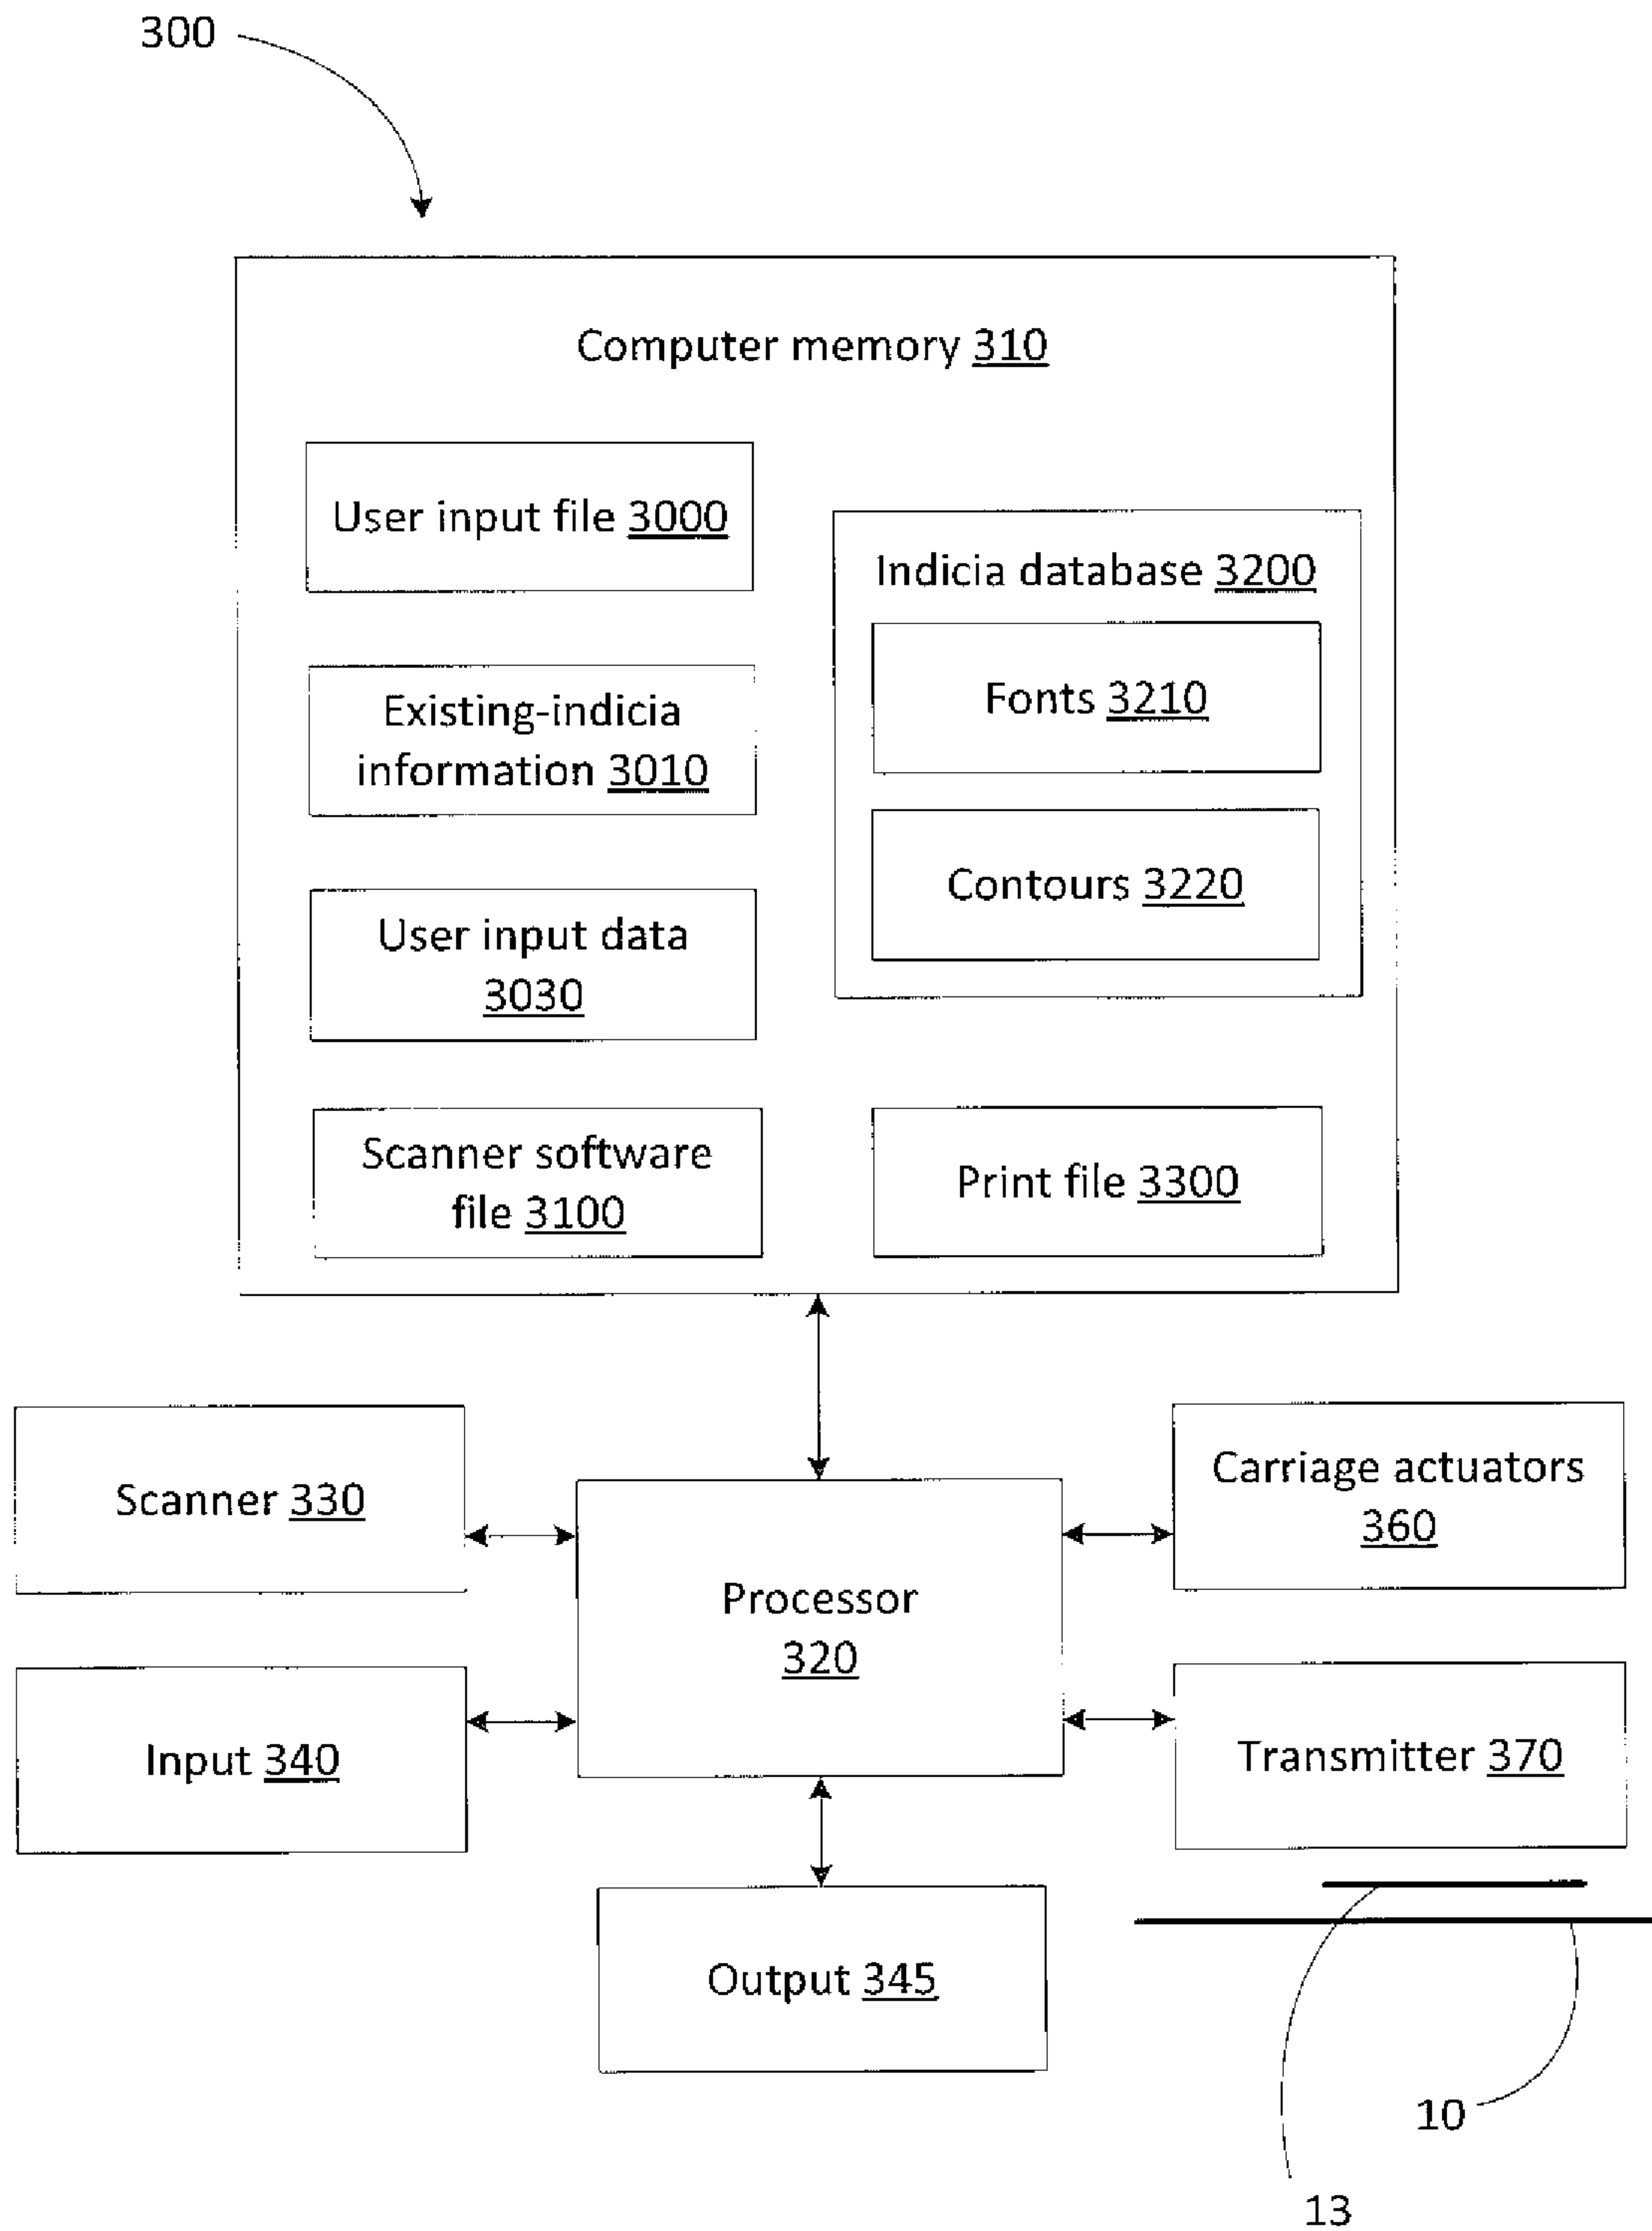 300
Computer memory 310
User input file 3000
Existing-indicia
information 3010
User input data
3030
Scanner software
file 3100
Indicia database 3200
Fonts 3210
Contours 3220
Print file 3300
Scanner 330
Input 340
Processor
320
Carriage actuators
360
Transmitter 370
Output 345
10
13